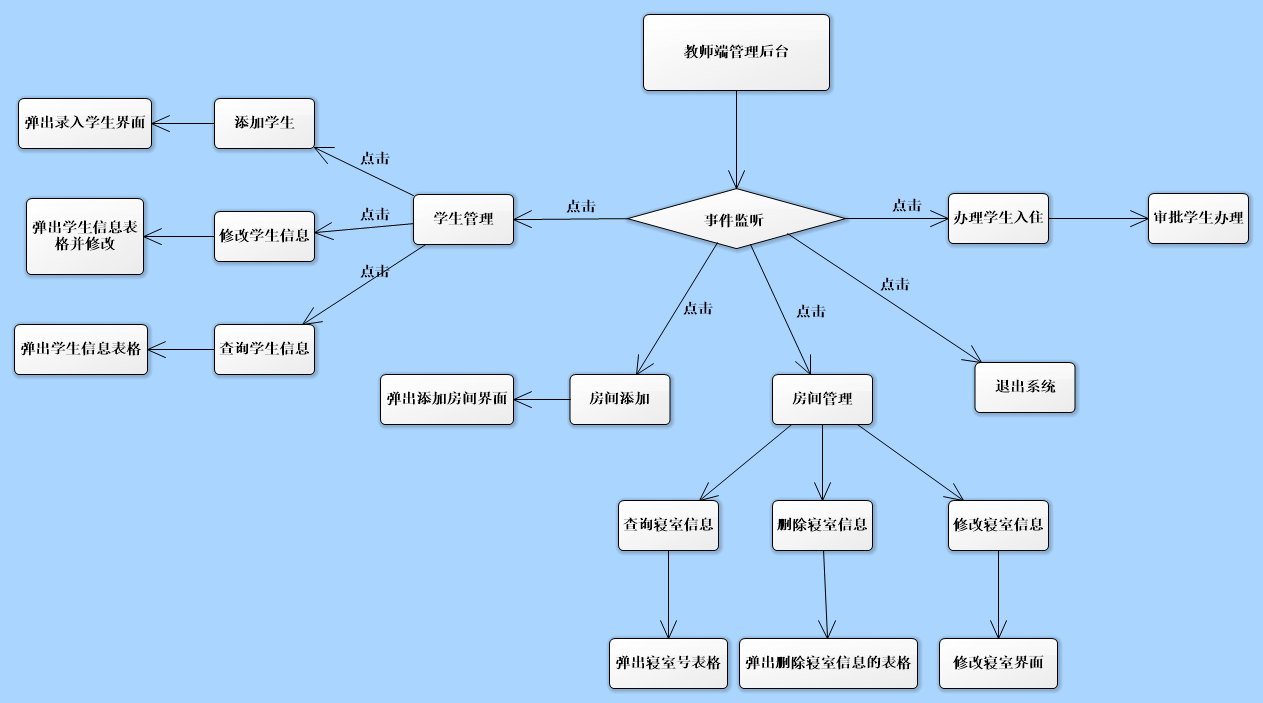 教师端管理后台
弹出录入学生界面
添加学生
点击
弹出学生信息表
格并修改
修改学生信息
点击
学生管理
点击
事件监听
点击
办理学生入住
审批学生办理
点击
弹出学生信息表格
查询学生信息
点击
点击
点击
退出系统
弹出添加房间界面
房间添加
房间管理
查询寝室信息
删除寝室信息
修改寝室信息
弹出寝室号表格
弹出删除寝室信息的表格
修改寝室界面